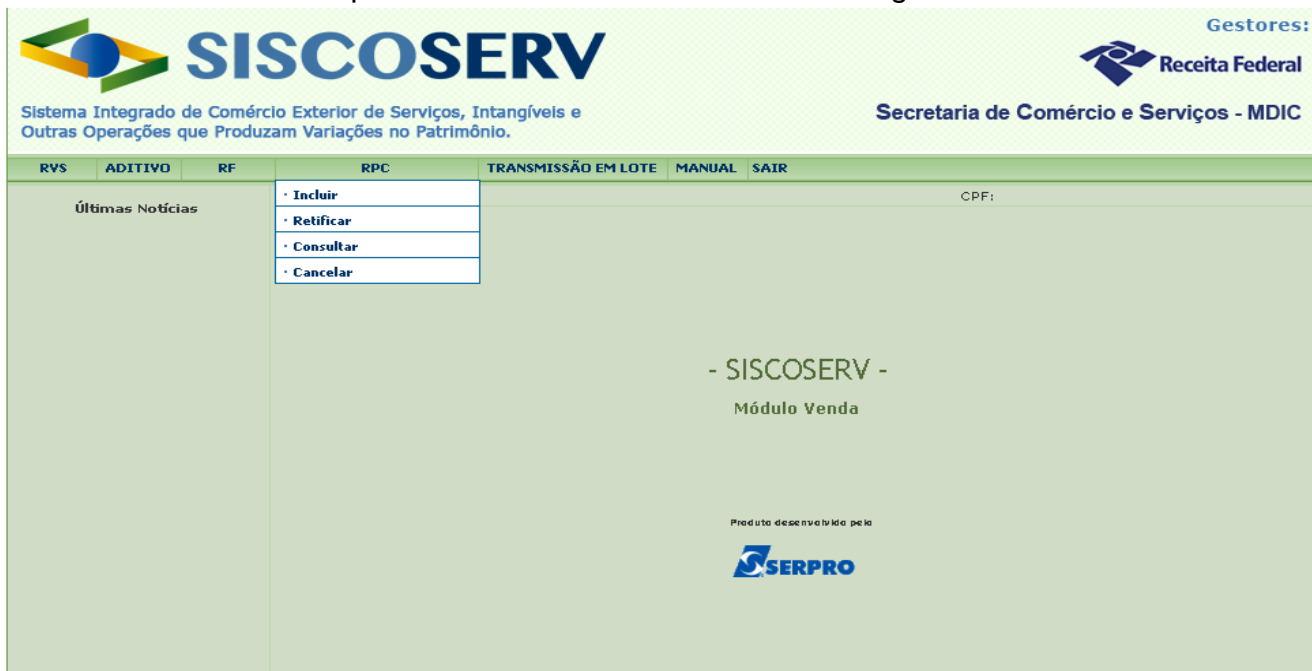 SISCOSERV
Gestores:
Receita Federal
Sistema Integrado de Comércio Exterior de Serviços, Intangíveis e
Outras Operações que Produzam Variações no Patrimônio.
Secretaria de Comércio e Serviços - MDIC
RVS ADITIVO RF RPC TRANSMISSÃO EM LOTE MANUAL SAIR
Últimas Notícias
· Incluir
· Retificar
· Consultar
· Cancelar
CPF:
- SISCOSERV -
Módulo Venda
Produto desenvolvido pelo
SERPRO